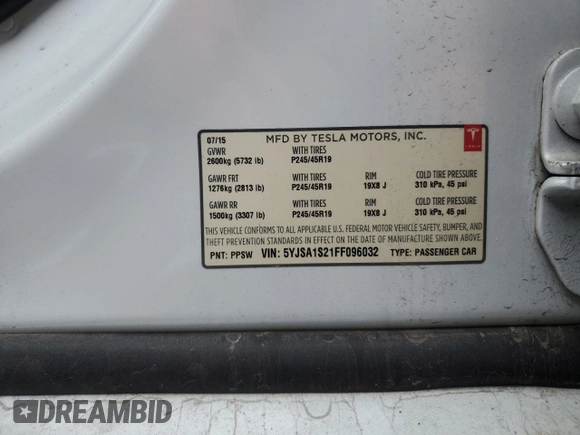 07/15 MFD BY TESLA MOTORS, INC.
GVWR WITH TIRES
2600kg (5732 lb) P245/45R19
GAWR FRT WITH TIRES RIM COLD TIRE PRESSURE
1276kg (2813 lb) P245/45R19 19X8 J 310 kPa, 45 psi
GAWR RR WITH TIRES RIM COLD TIRE PRESSURE
1500kg (3307 lb) P245/45R19 19X8 J 310 kPa, 45 psi
THIS VEHICLE CONFORMS TO ALL APPLICABLE U.S. FEDERAL MOTOR VEHICLE SAFETY, BUMPER, AND
THEFT PREVENTION STANDARDS IN EFFECT ON THE DATE OF MANUFACTURE SHOWN ABOVE.
PNT: PPSW VIN: 5YJSA1S21FF096032 TYPE: PASSENGER CAR
TESLA
DREAMBID